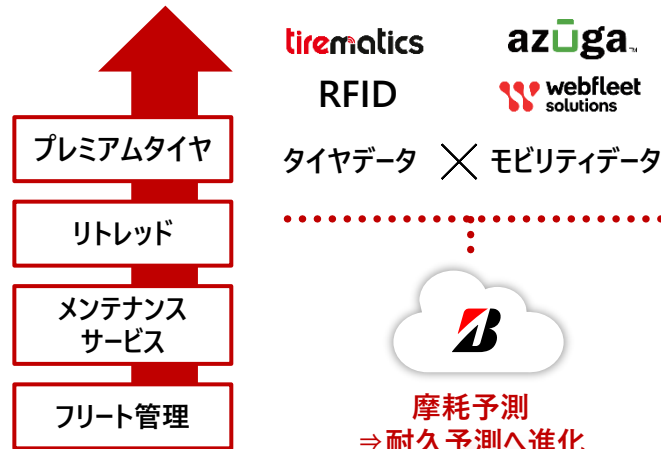 プレミアムタイヤ
リトレッド
メンテナンス
サービス
フリート管理
tirematics
azūga™
RFID
webfleet
solutions
タイヤデータ
モビリティデータ
B
摩耗予測
⇒耐久予測へ進化